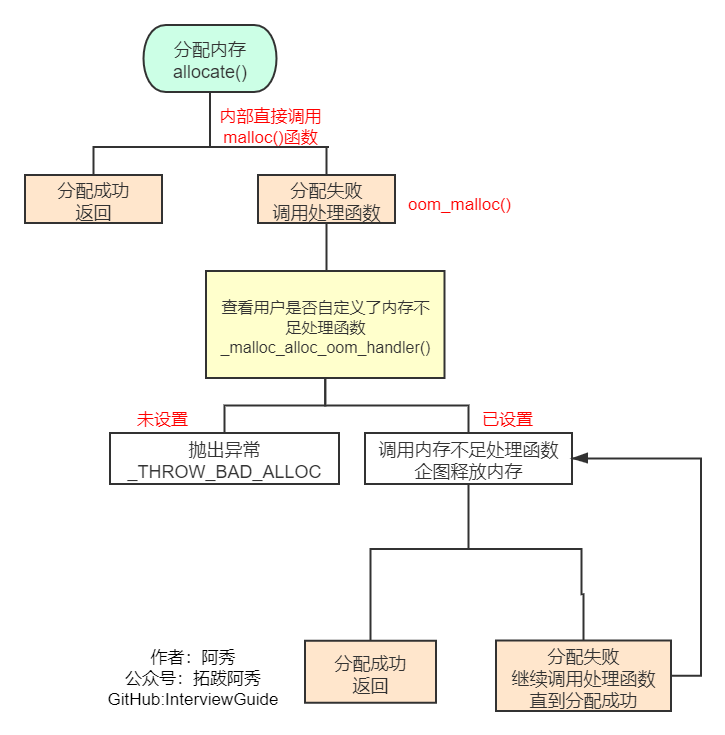 分配内存
allocate()
内部直接调用
malloc()函数
分配成功
返回
分配失败
调用处理函数
oom_malloc()
查看用户是否自定义了内存不
足处理函数
_malloc_alloc_oom_handler()
未设置
已设置
抛出异常
_THROW_BAD_ALLOC
调用内存不足处理函数
企图释放内存
分配成功
返回
分配失败
继续调用处理函数
直到分配成功
作者：阿秀
公众号：拓跋阿秀
GitHub:InterviewGuide